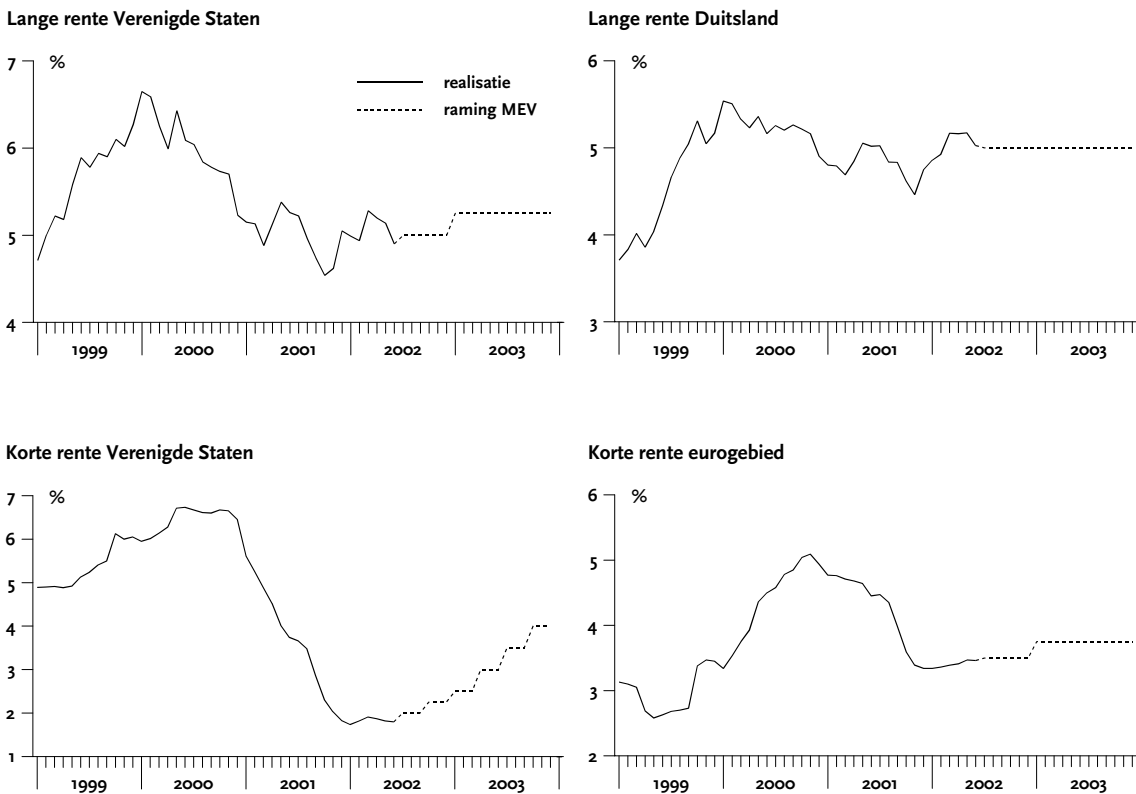 Lange rente Verenigde Staten
%
7
6
5
4
realisatie
raming MEV
1999 2000 2001 2002 2003
Lange rente Duitsland
%
6
5
4
3
1999 2000 2001 2002 2003
Korte rente Verenigde Staten
%
7
6
5
4
3
2
1
1999 2000 2001 2002 2003
Korte rente eurogebied
%
6
5
4
3
2
1999 2000 2001 2002 2003